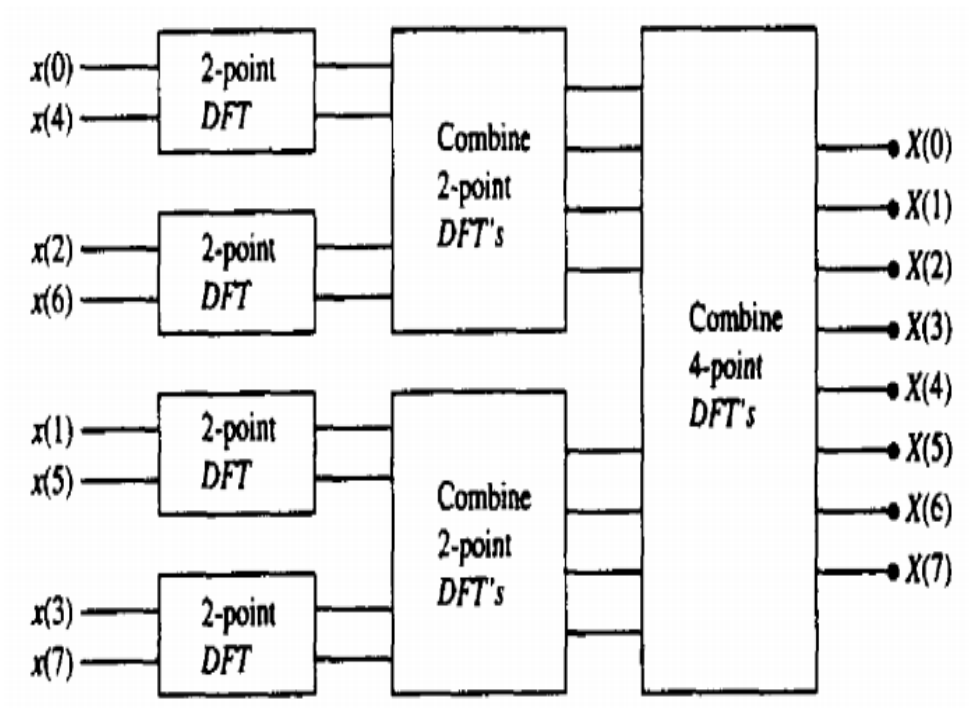 x(0)
x(4)
2-point
DFT
x(2)
x(6)
2-point
DFT
x(1)
x(5)
2-point
DFT
x(3)
x(7)
2-point
DFT
Combine
2-point
DFT's
Combine
2-point
DFT's
Combine
4-point
DFT's
X(0)
X(1)
X(2)
X(3)
X(4)
X(5)
X(6)
X(7)